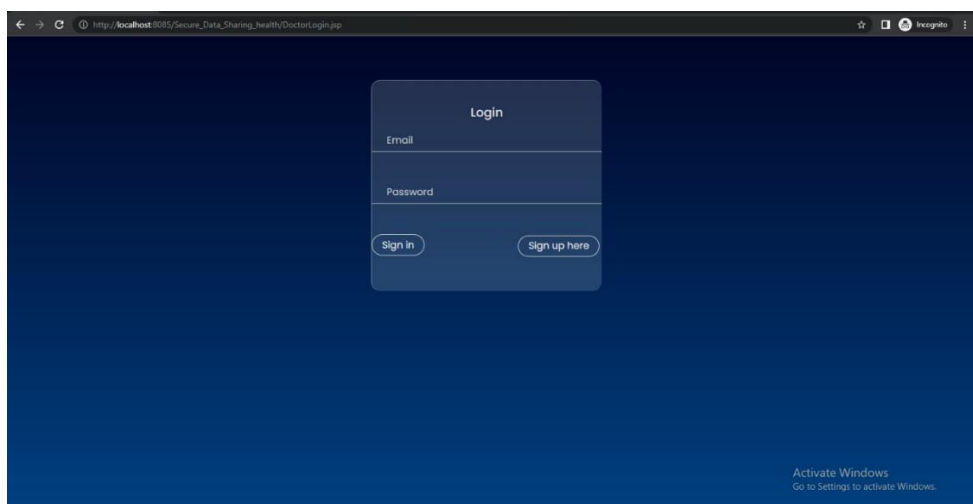 http://localhost:8085/Secure_Data_Sharing_health/DoctorLogin.jsp
Incognito
Login
Email
Password
Sign in
Sign up here
Activate Windows
Go to Settings to activate Windows.